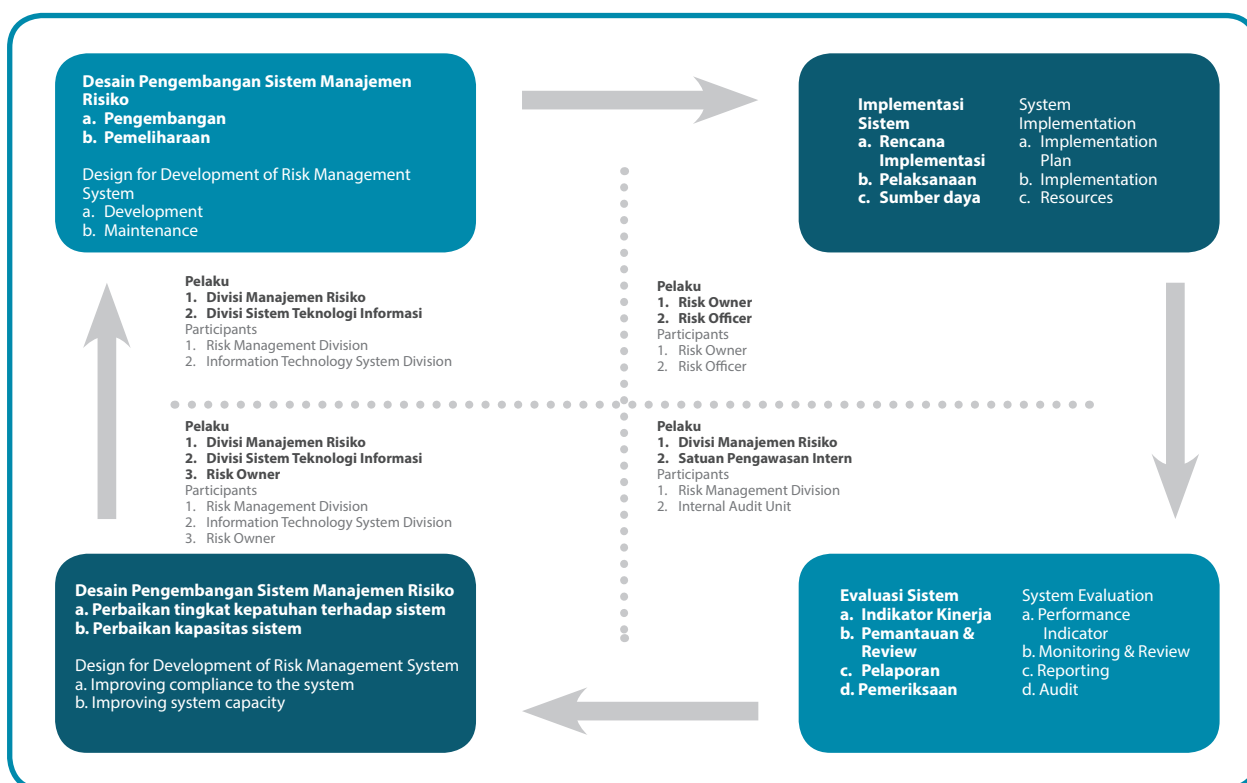 Desain Pengembangan Sistem Manajemen
Risiko
a. Pengembangan
b. Pemeliharaan
Design for Development of Risk Management
System
a. Development
b. Maintenance
Implementasi
Sistem
a. Rencana
Implementasi
b. Pelaksanaan
c. Sumber daya
System
Implementation
a. Implementation
Plan
b. Implementation
c. Resources
Pelaku
1. Divisi Manajemen Risiko
2. Divisi Sistem Teknologi Informasi
Participants
1. Risk Management Division
2. Information Technology System Division
Pelaku
1. Risk Owner
2. Risk Officer
Participants
1. Risk Owner
2. Risk Officer
Pelaku
1. Divisi Manajemen Risiko
2. Divisi Sistem Teknologi Informasi
3. Risk Owner
Participants
1. Risk Management Division
2. Information Technology System Division
3. Risk Owner
Pelaku
1. Divisi Manajemen Risiko
2. Satuan Pengawasan Intern
Participants
1. Risk Management Division
2. Internal Audit Unit
Desain Pengembangan Sistem Manajemen Risiko
a. Perbaikan tingkat kepatuhan terhadap sistem
b. Perbaikan kapasitas sistem
Design for Development of Risk Management System
a. Improving compliance to the system
b. Improving system capacity
Evaluasi Sistem
a. Indikator Kinerja
b. Pemantauan &
Review
c. Pelaporan
d. Pemeriksaan
System Evaluation
a. Performance
Indicator
b. Monitoring & Review
c. Reporting
d. Audit